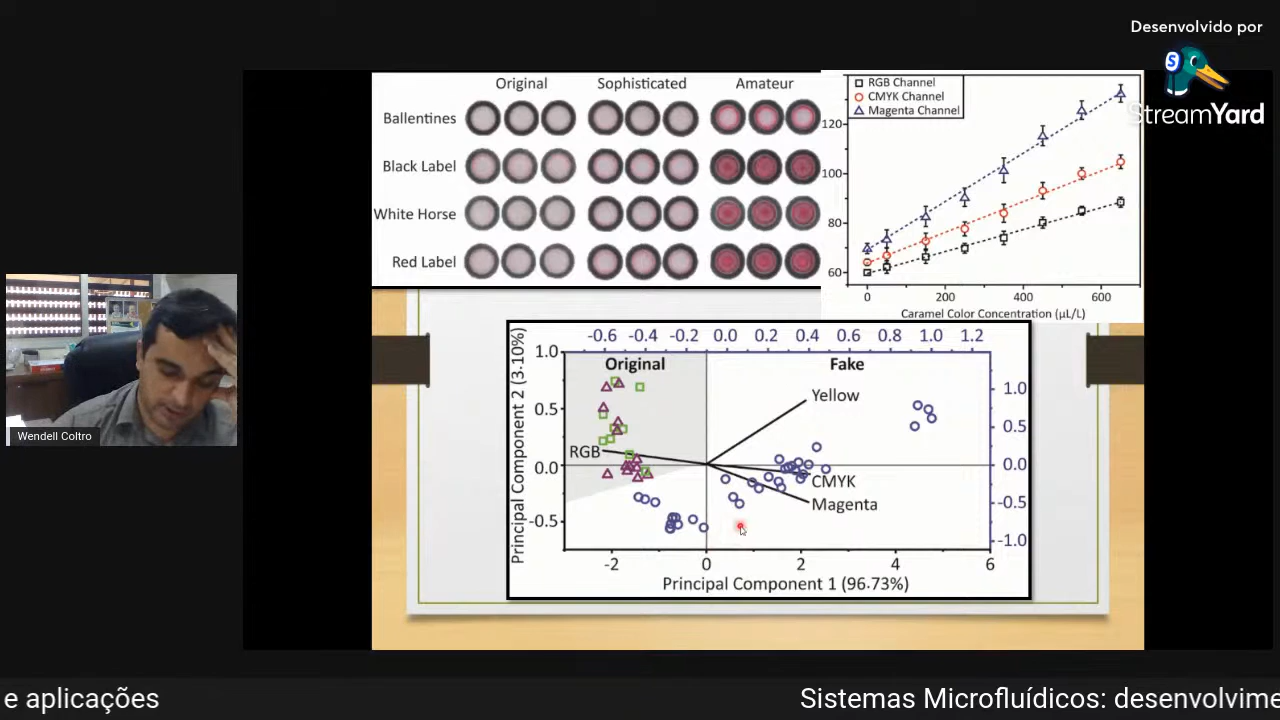 Desenvolvido por
StreamYard
Original Sophisticated Amateur
Ballentines
Black Label
White Horse
Red Label
RGB Channel
CMYK Channel
Magenta Channel
120
100
80
60
0 200 400 600
Caramel Color Concentration (µL/L)
Wendell Coltro
-0.6 -0.4 -0.2 0.0 0.2 0.4 0.6 0.8 1.0 1.2
Principal Component 2 (3.10%)
1.0
0.5
0.0
-0.5
Original Fake
Yellow
RGB
CMYK
Magenta
1.0
0.5
0.0
-0.5
-1.0
-2 0 2 4 6
Principal Component 1 (96.73%)
e aplicações
Sistemas Microfluídicos: desenvolvime